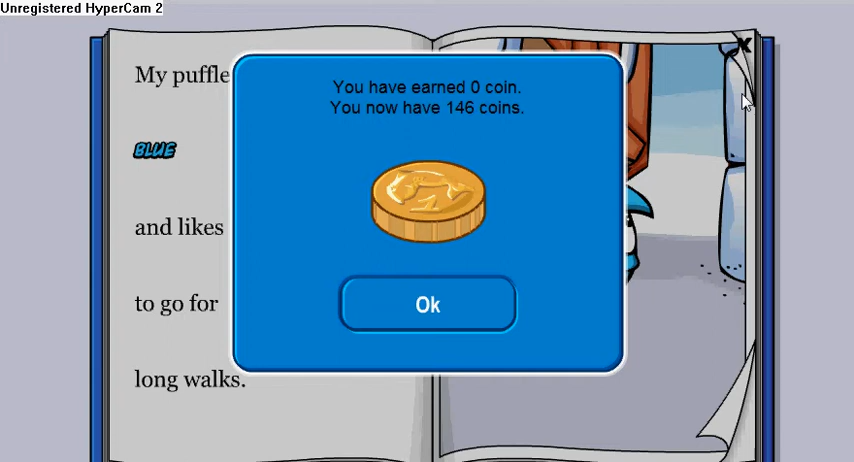 Unregistered HyperCam 2
My puffle
BLUE
and likes
to go for
long walks.
You have earned 0 coin.
You now have 146 coins.
Ok
X